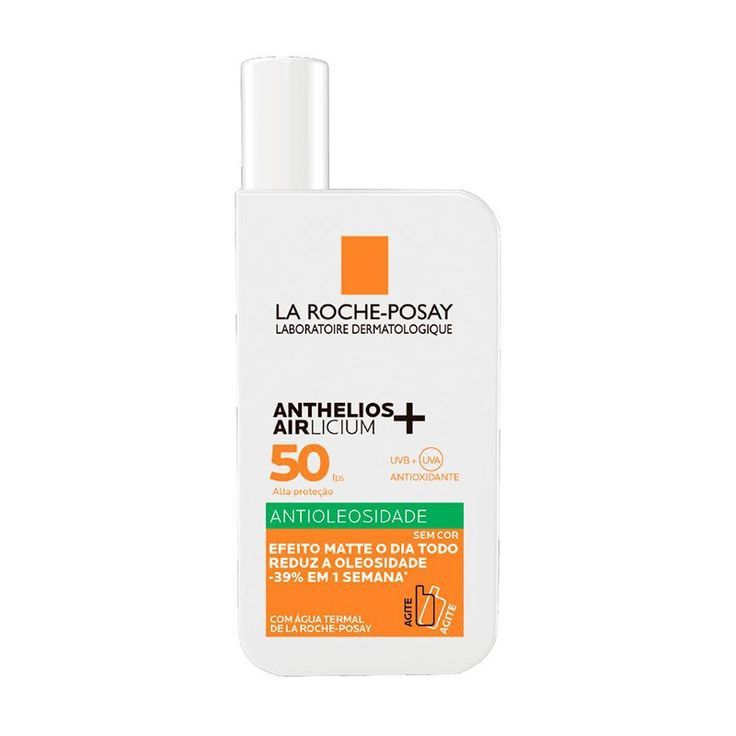 LA ROCHE-POSAY
LABORATOIRE DERMATOLOGIQUE
ANTHELIOS
AIRLICIUM +
50 fps
Alta proteção
UVB + UVA
ANTIOXIDANTE
ANTIOLEOSIDADE
SEM COR
EFEITO MATTE O DIA TODO
REDUZ A OLEOSIDADE
-39% EM 1 SEMANA*
COM ÁGUA TERMAL
DE LA ROCHE-POSAY
AGITE
AGITE